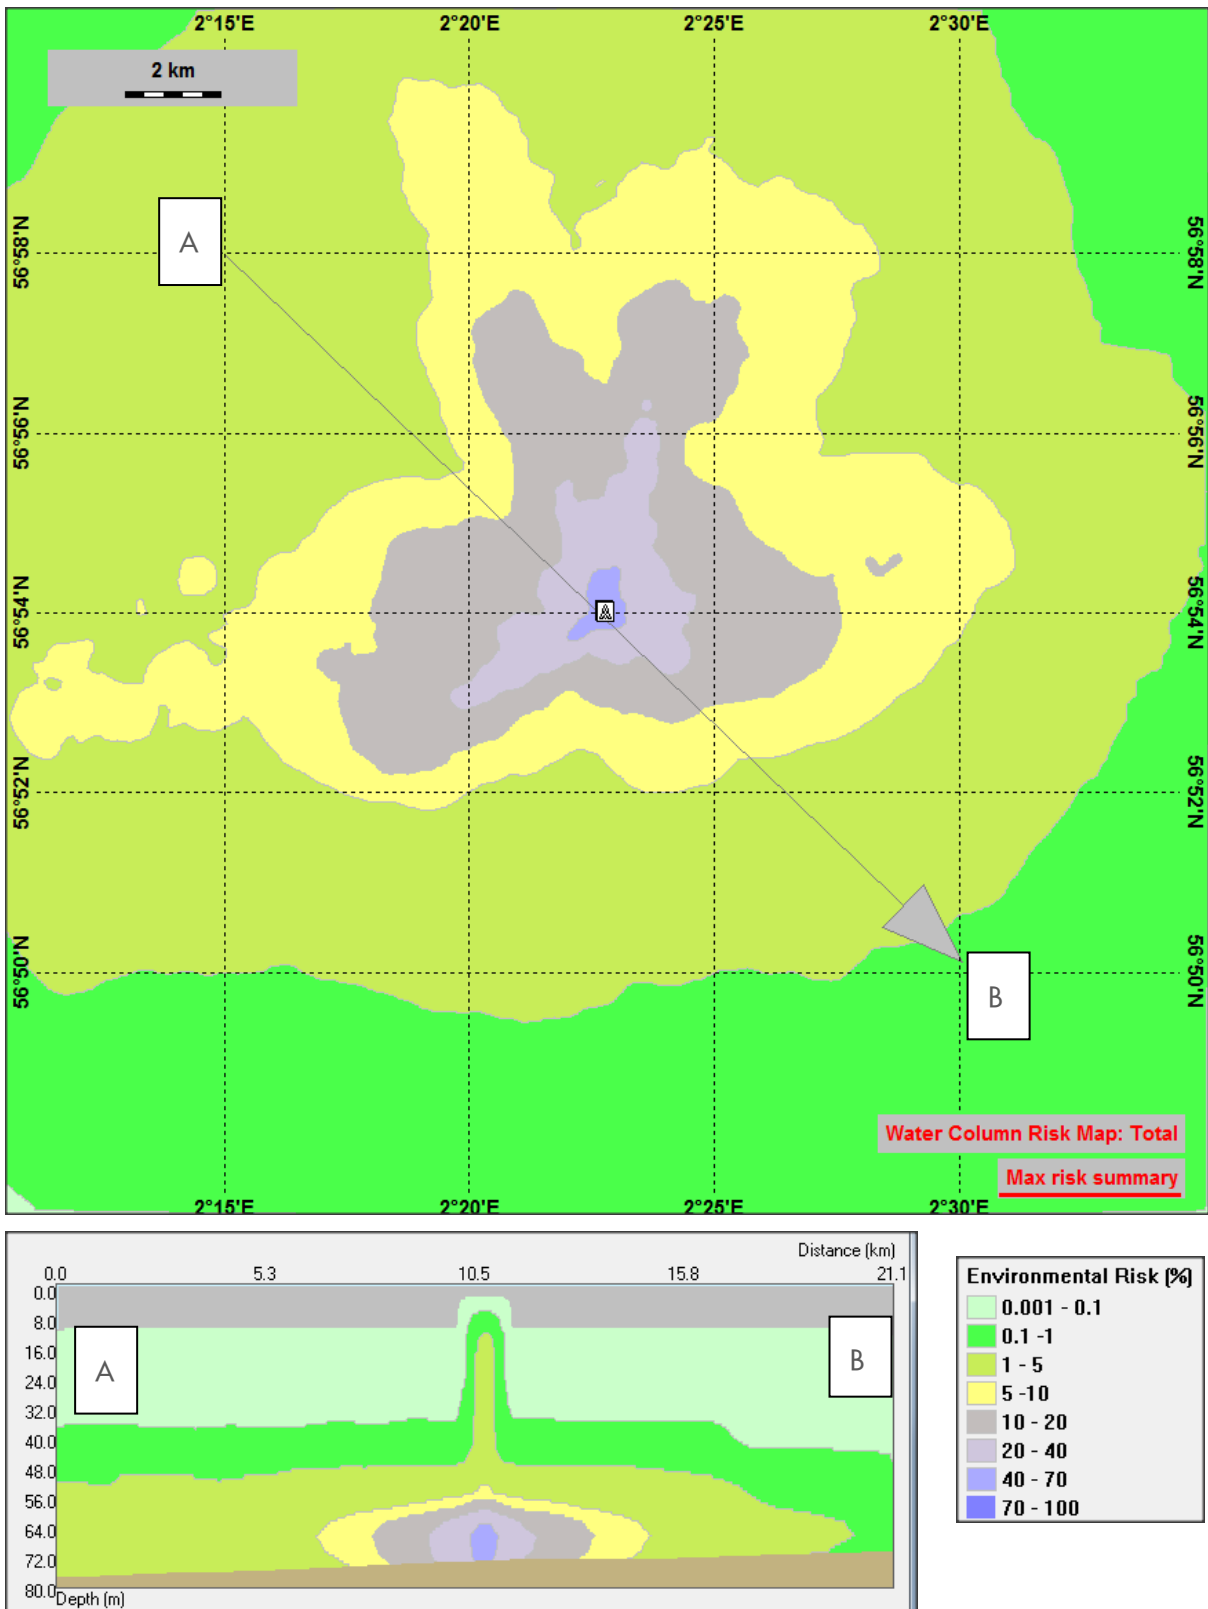 2°15'E 2°20'E 2°25'E 2°30'E
2 km
A
56°58'N 56°58'N
56°56'N 56°56'N
56°54'N 56°54'N
56°52'N 56°52'N
56°50'N 56°50'N
B
Water Column Risk Map: Total
Max risk summary
2°15'E 2°20'E 2°25'E 2°30'E
Distance (km)
0.0 5.3 10.5 15.8 21.1
0.0
8.0
16.0
24.0
32.0
40.0
48.0
56.0
64.0
72.0
80.0
Depth (m)
A
B
Environmental Risk (%)
0.001 - 0.1
0.1 -1
1 - 5
5 -10
10 - 20
20 - 40
40 - 70
70 - 100